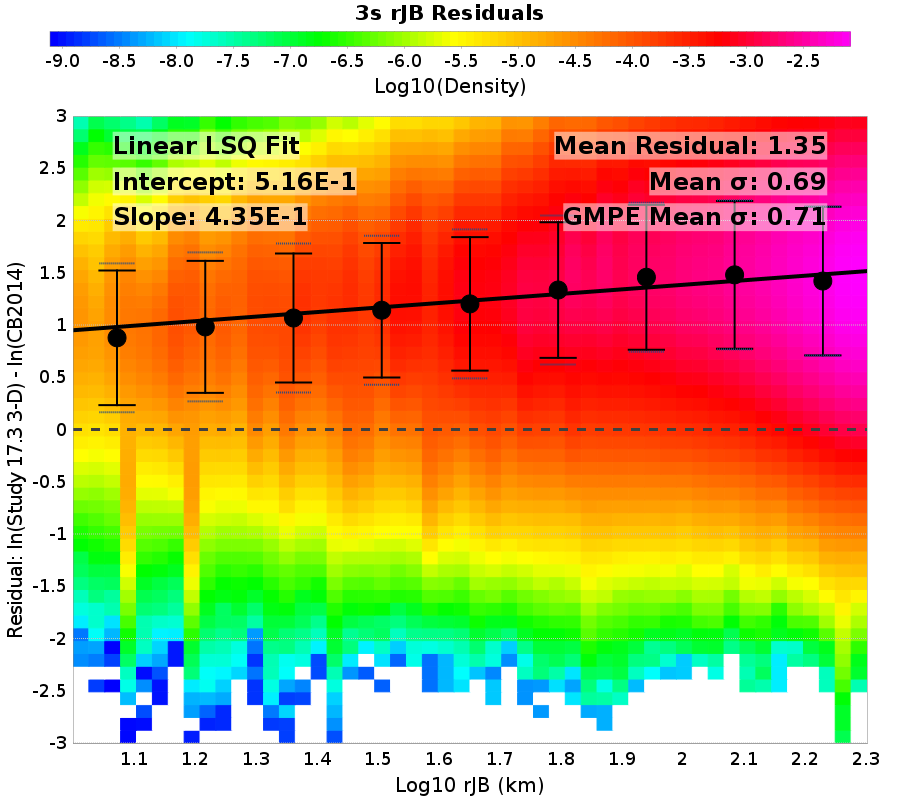 3s rJB Residuals
-9.0 -8.5 -8.0 -7.5 -7.0 -6.5 -6.0 -5.5 -5.0 -4.5 -4.0 -3.5 -3.0 -2.5
Log10(Density)
Linear LSQ Fit
Intercept: 5.16E-1
Slope: 4.35E-1
Mean Residual: 1.35
Mean σ: 0.69
GMPE Mean σ: 0.71
Residual: ln(Study 17.3 3-D) - ln(CB2014)
3
2.5
2
1.5
1
0.5
0
-0.5
-1
-1.5
-2
-2.5
-3
1.1 1.2 1.3 1.4 1.5 1.6 1.7 1.8 1.9 2 2.1 2.2 2.3
Log10 rJB (km)